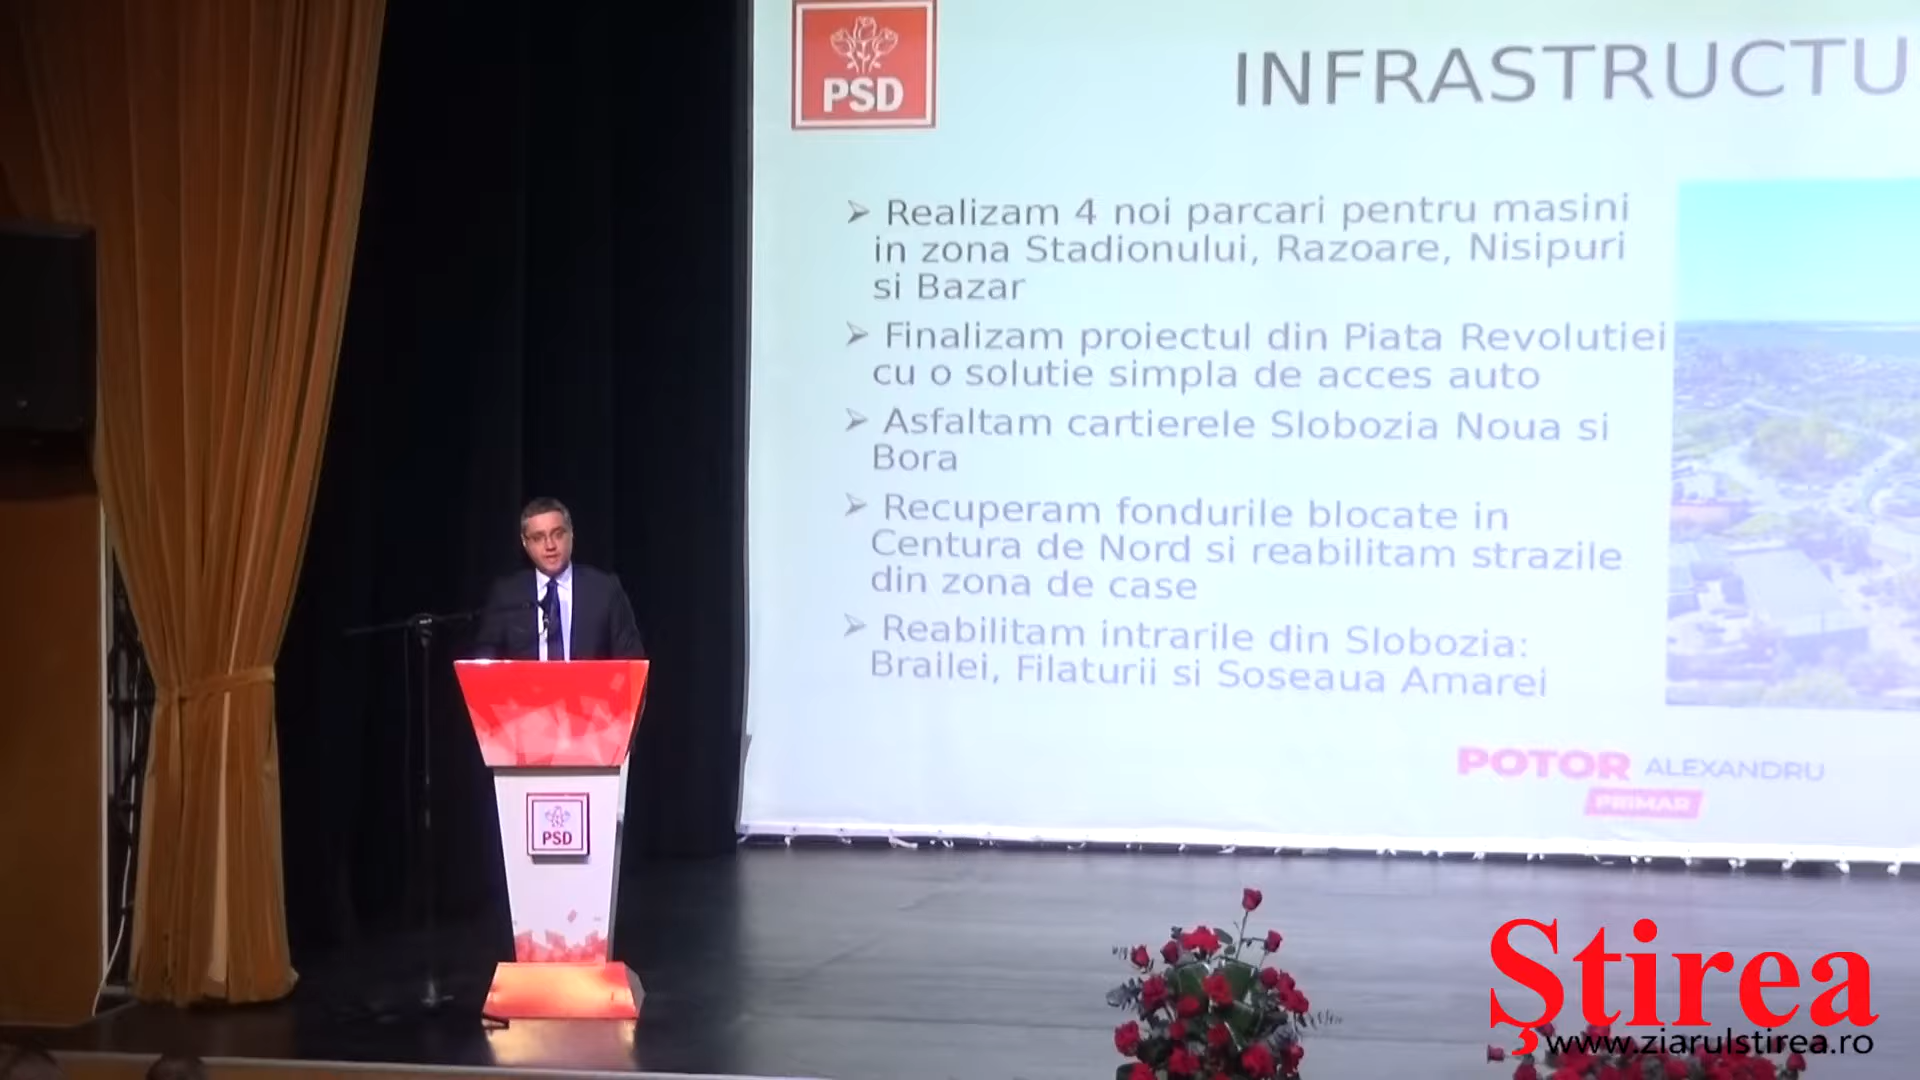 PSD
INFRASTRUCTU
➢ Realizam 4 noi parcari pentru masini
in zona Stadionului, Razoare, Nisipuri
si Bazar
➢ Finalizam proiectul din Piata Revolutiei
cu o solutie simpla de acces auto
➢ Asfaltam cartierele Slobozia Noua si
Bora
➢ Recuperam fondurile blocate in
Centura de Nord si reabilitam strazile
din zona de case
➢ Reabilitam intrarile din Slobozia:
Brailei, Filaturii si Soseaua Amarei
POTOR ALEXANDRU
PRIMAR
PSD
Știrea
www.ziarulstirea.ro